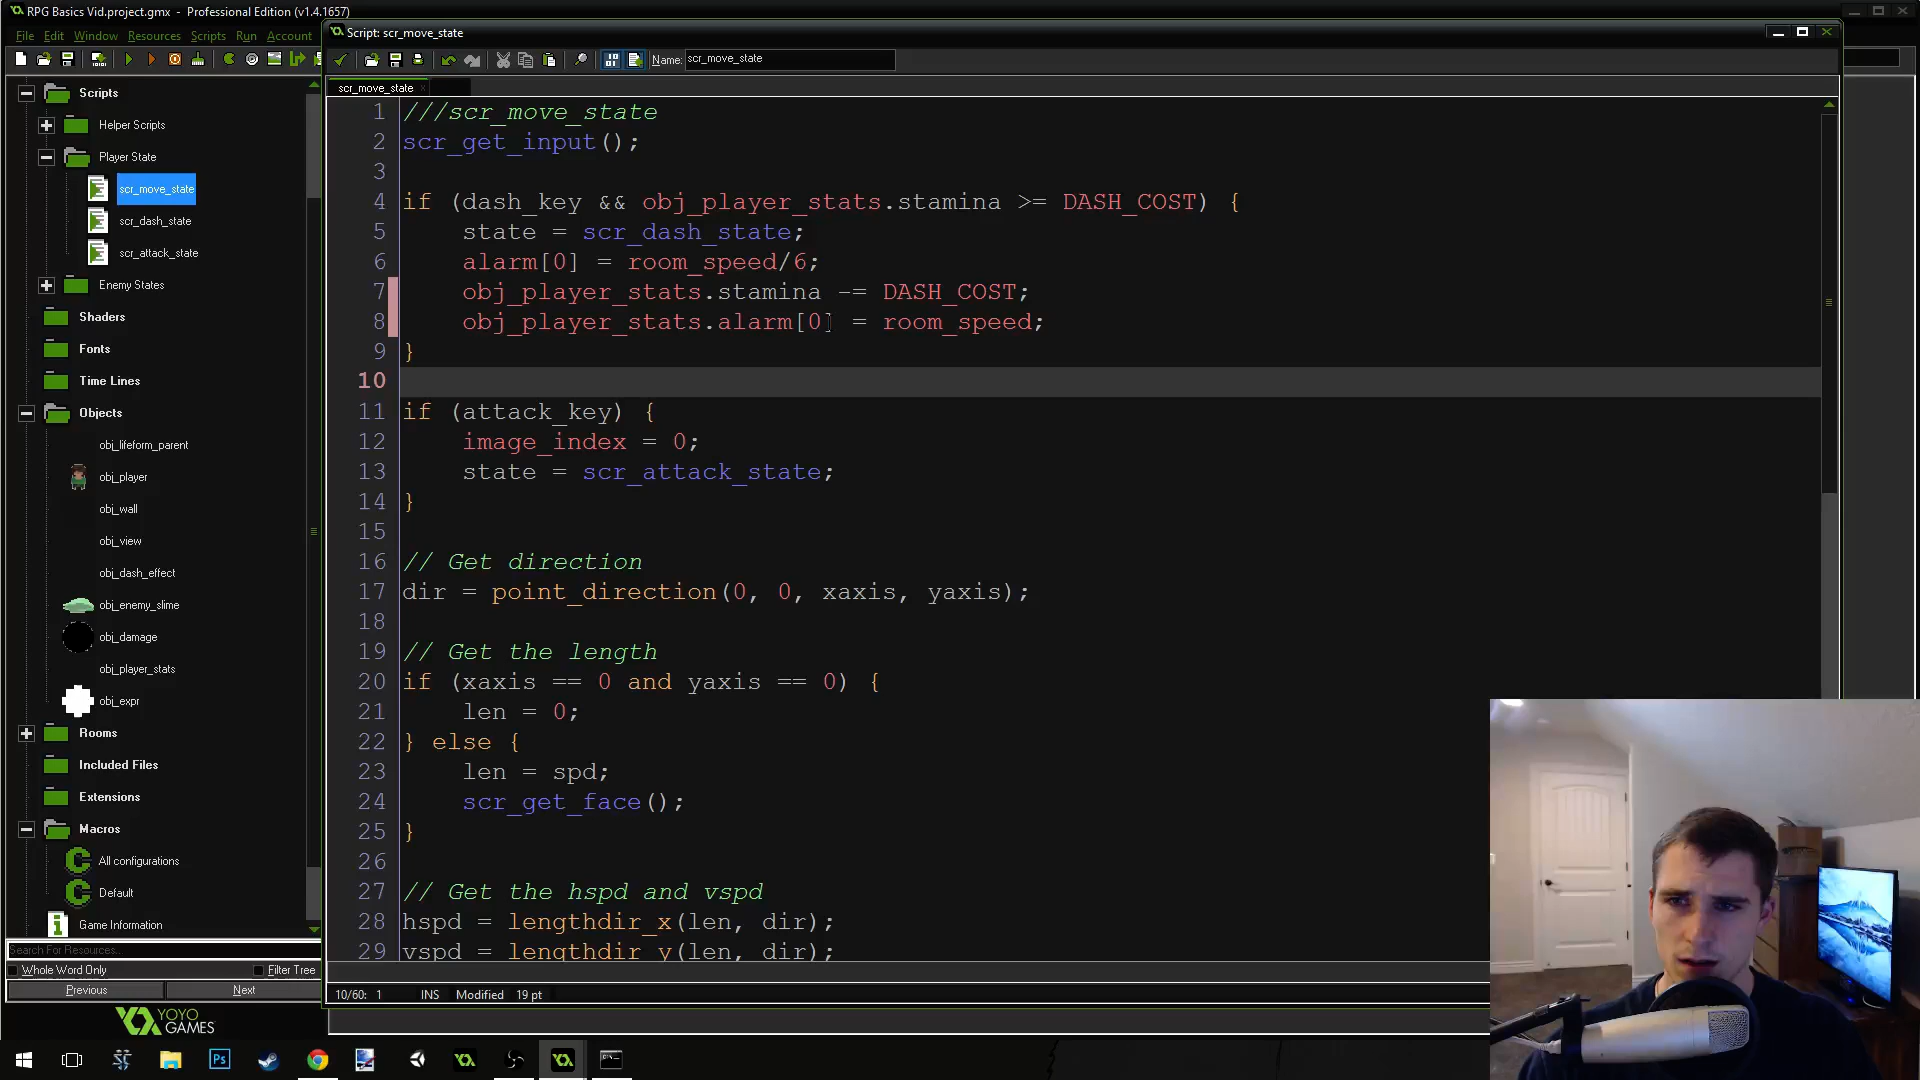 RPG Basics Vid.project.gmx - Professional Edition (v1.4.1657)
File Edit Window Resources Scripts Run Account
Script: scr_move_state
Name: scr_move_state
scr_move_state
Scripts
Helper Scripts
Player State
scr_move_state
scr_dash_state
scr_attack_state
Enemy States
Shaders
Fonts
Time Lines
Objects
obj_lifeform_parent
obj_player
obj_wall
obj_view
obj_dash_effect
obj_enemy_slime
obj_damage
obj_player_stats
obj_expr
Rooms
Included Files
Extensions
Macros
All configurations
Default
Game Information
Search For Resources..
Whole Word Only Filter Tree
Previous Next
YOYO
GAMES
1 ///scr_move_state
2 scr_get_input();
3
4 if (dash_key && obj_player_stats.stamina >= DASH_COST) {
5 state = scr_dash_state;
6 alarm[0] = room_speed/6;
7 obj_player_stats.stamina -= DASH_COST;
8 obj_player_stats.alarm[0] = room_speed;
9 }
10
11 if (attack_key) {
12 image_index = 0;
13 state = scr_attack_state;
14 }
15
16 // Get direction
17 dir = point_direction(0, 0, xaxis, yaxis);
18
19 // Get the length
20 if (xaxis == 0 and yaxis == 0) {
21 len = 0;
22 } else {
23 len = spd;
24 scr_get_face();
25 }
26
27 // Get the hspd and vspd
28 hspd = lengthdir_x(len, dir);
29 vspd = lengthdir_y(len, dir);
10/60: 1 INS Modified 19 pt
Ps